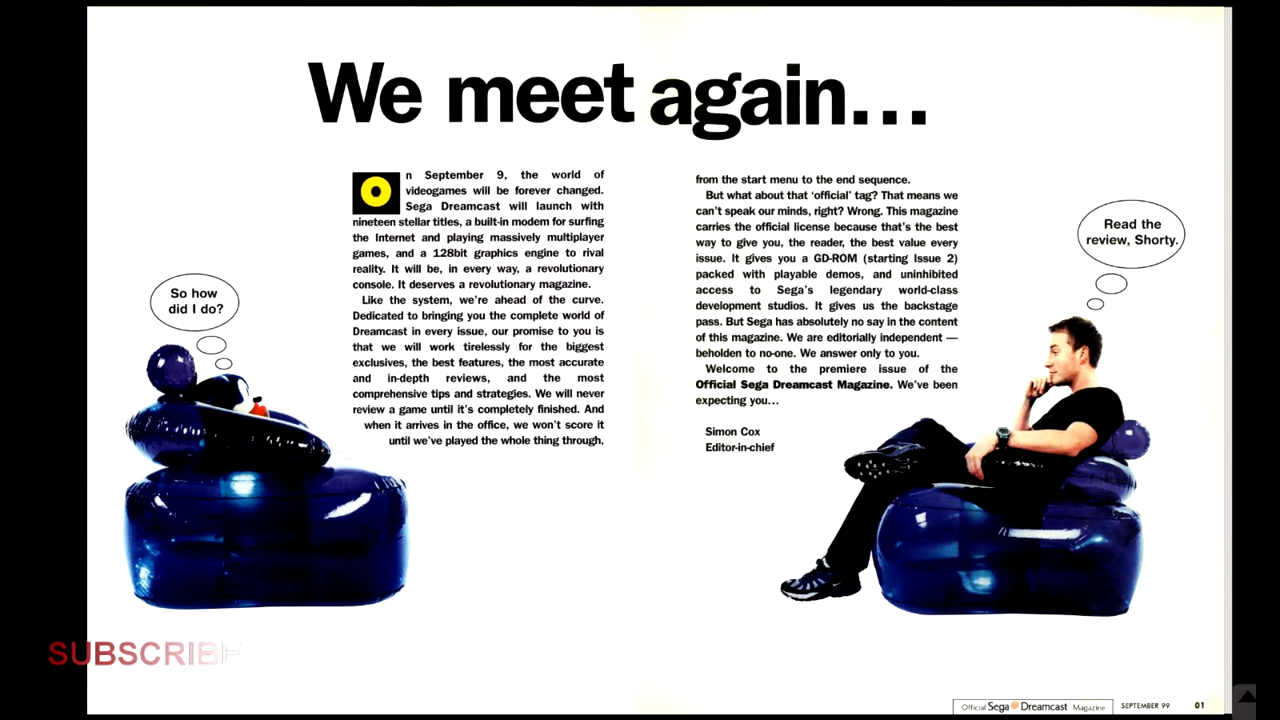 We meet again...
On September 9, the world of
videogames will be forever changed.
Sega Dreamcast will launch with
nineteen stellar titles, a built-in modem for surfing
the Internet and playing massively multiplayer
games, and a 128bit graphics engine to rival
reality. It will be, in every way, a revolutionary
console. It deserves a revolutionary magazine.
Like the system, we're ahead of the curve.
Dedicated to bringing you the complete world of
Dreamcast in every issue, our promise to you is
that we will work tirelessly for the biggest
exclusives, the best features, the most accurate
and in-depth reviews, and the most
comprehensive tips and strategies. We will never
review a game until it's completely finished. And
when it arrives in the office, we won't score it
until we've played the whole thing through,
from the start menu to the end sequence.
But what about that 'official' tag? That means we
can't speak our minds, right? Wrong. This magazine
carries the official license because that's the best
way to give you, the reader, the best value every
issue. It gives you a GD-ROM (starting Issue 2)
packed with playable demos, and uninhibited
access to Sega's legendary world-class
development studios. It gives us the backstage
pass. But Sega has absolutely no say in the content
of this magazine. We are editorially independent —
beholden to no-one. We answer only to you.
Welcome to the premiere issue of the
Official Sega Dreamcast Magazine. We've been
expecting you...
Simon Cox
Editor-in-chief
So how
did I do?
Read the
review, Shorty.
SUBSCRIBE
Official Sega Dreamcast Magazine SEPTEMBER 99 01